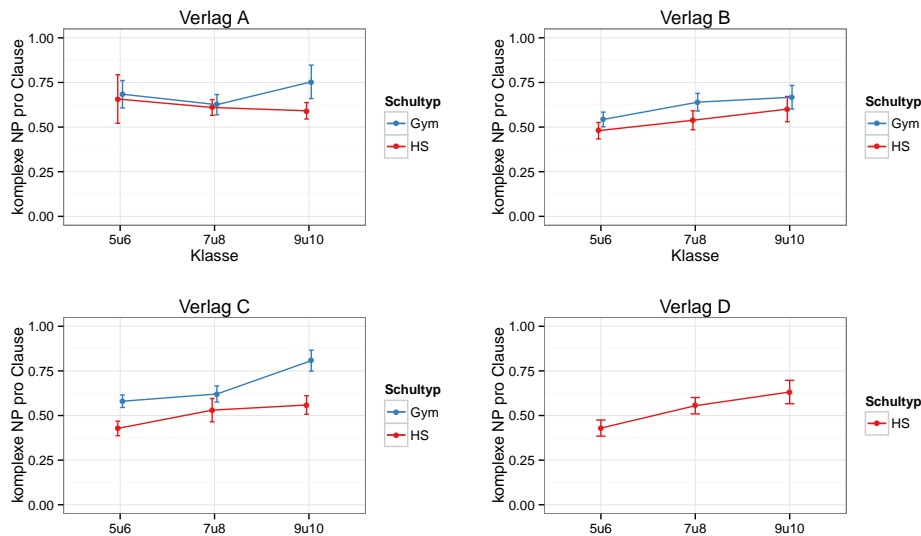 Verlag A
komplexe NP pro Clause
1.00
0.75
0.50
0.25
0.00
5u6 7u8 9u10
Klasse
Schultyp
Gym
HS
Verlag B
komplexe NP pro Clause
1.00
0.75
0.50
0.25
0.00
5u6 7u8 9u10
Klasse
Schultyp
Gym
HS
Verlag C
komplexe NP pro Clause
1.00
0.75
0.50
0.25
0.00
5u6 7u8 9u10
Schultyp
Gym
HS
Verlag D
komplexe NP pro Clause
1.00
0.75
0.50
0.25
0.00
5u6 7u8 9u10
Schultyp
HS